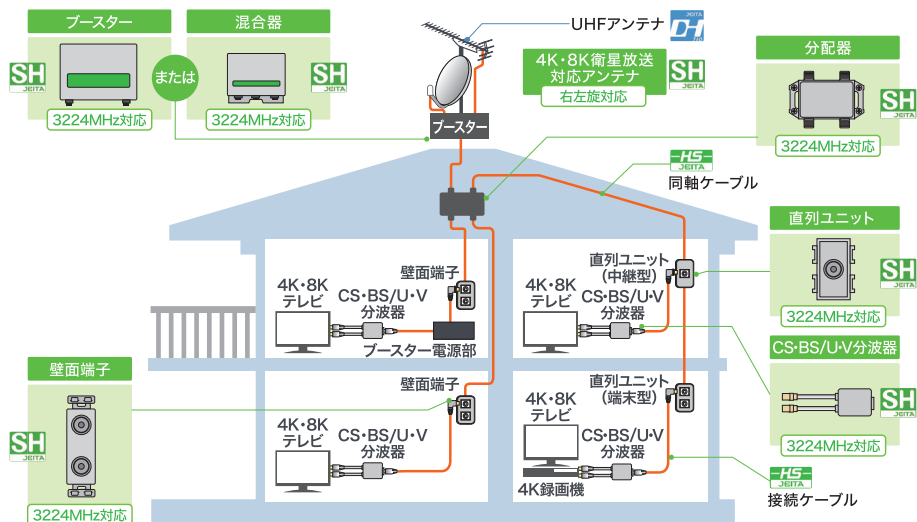 ブースター
SH
JEITA
3224MHz対応
または
混合器
SH
JEITA
3224MHz対応
UHFアンテナ
JEITA
DH
4K・8K衛星放送
対応アンテナ
右左旋対応
SH
JEITA
ブースター
分配器
SH
JEITA
3224MHz対応
HS
JEITA
同軸ケーブル
直列ユニット
SH
JEITA
3224MHz対応
CS・BS/U・V分波器
SH
JEITA
3224MHz対応
HS
JEITA
接続ケーブル
壁面端子
SH
JEITA
3224MHz対応
壁面端子
4K・8K
テレビ
CS・BS/U・V
分波器
ブースター電源部
直列ユニット
(中継型)
4K・8K
テレビ
CS・BS/U・V
分波器
壁面端子
4K・8K
テレビ
CS・BS/U・V
分波器
直列ユニット
(端末型)
4K・8K
テレビ
CS・BS/U・V
分波器
4K録画機